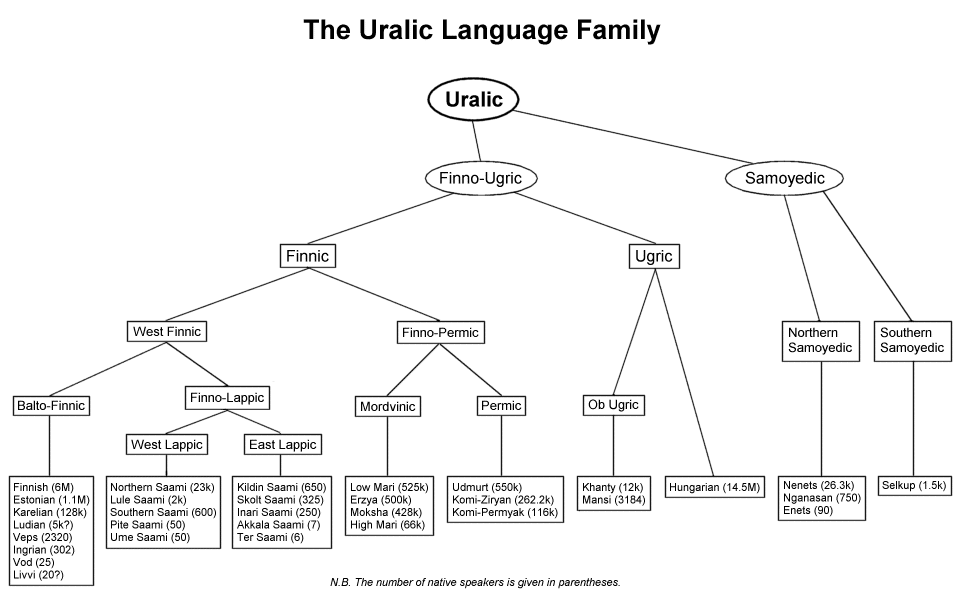 The Uralic Language Family
Uralic
Finno-Ugric
Samoyedic
Finnic
Ugric
West Finnic
Finno-Permic
Northern
Samoyedic
Southern
Samoyedic
Balto-Finnic
Finno-Lappic
Mordvinic
Permic
Ob Ugric
West Lappic
East Lappic
Finnish (6M)
Estonian (1.1M)
Karelian (128k)
Ludian (5k?)
Veps (2320)
Ingrian (302)
Vod (25)
Livvi (20?)
Northern Saami (23k)
Lule Saami (2k)
Southern Saami (600)
Pite Saami (50)
Ume Saami (50)
Kildin Saami (650)
Skolt Saami (325)
Inari Saami (250)
Akkala Saami (7)
Ter Saami (6)
Low Mari (525k)
Erzya (500k)
Moksha (428k)
High Mari (66k)
Udmurt (550k)
Komi-Ziryan (262.2k)
Komi-Permyak (116k)
Khanty (12k)
Mansi (3184)
Hungarian (14.5M)
Nenets (26.3k)
Nganasan (750)
Enets (90)
Selkup (1.5k)
N.B. The number of native speakers is given in parentheses.